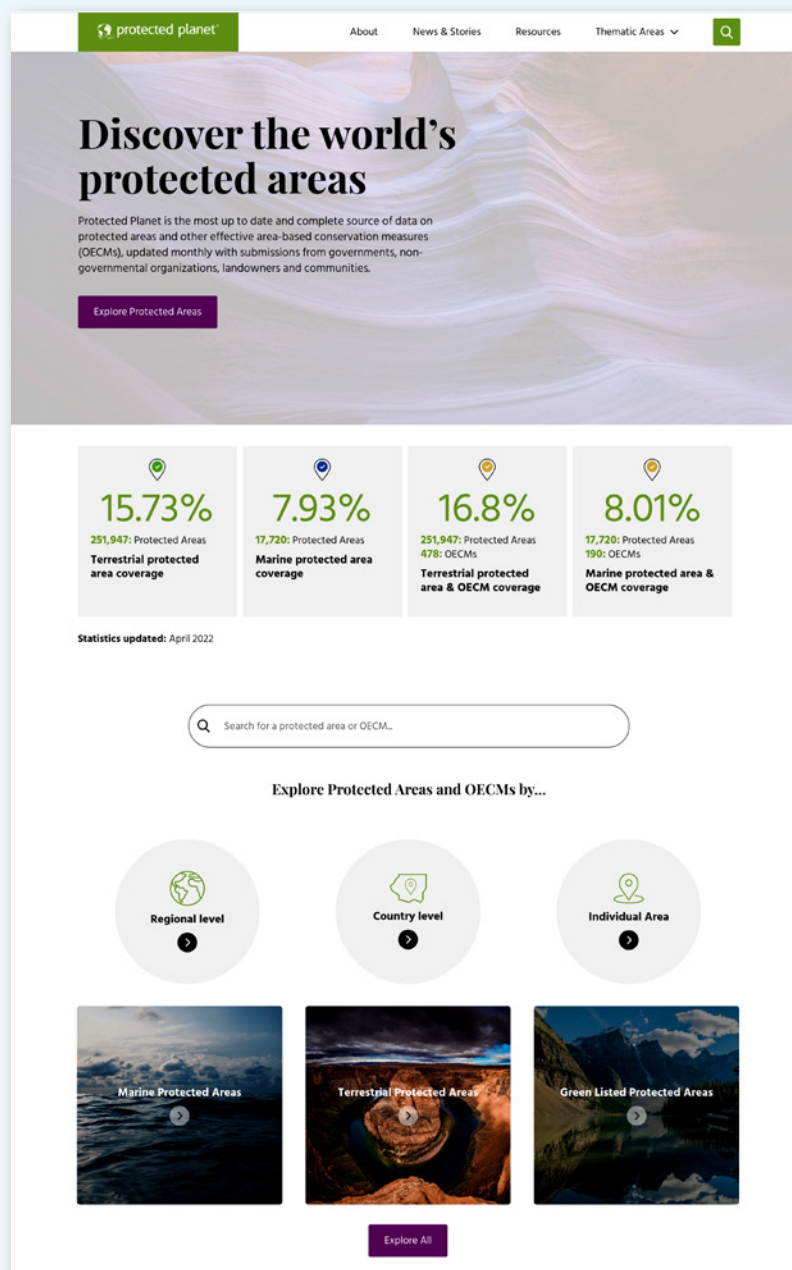 protected planet
About
News & Stories
Resources
Thematic Areas
Discover the world's
protected areas
Protected Planet is the most up to date and complete source of data on
protected areas and other effective area-based conservation measures
(OECMs), updated monthly with submissions from governments, non-
governmental organizations, landowners and communities.
Explore Protected Areas
15.73%
251,947: Protected Areas
Terrestrial protected
area coverage
7.93%
17,720: Protected Areas
Marine protected area
coverage
16.8%
251,947: Protected Areas
478: OECMs
Terrestrial protected
area & OECM coverage
8.01%
17,720: Protected Areas
190: OECMs
Marine protected area &
OECM coverage
Statistics updated: April 2022
Search for a protected area or OECM...
Explore Protected Areas and OECMs by...
Regional level
Country level
Individual Area
Marine Protected Areas
Terrestrial Protected Areas
Green Listed Protected Areas
Explore All